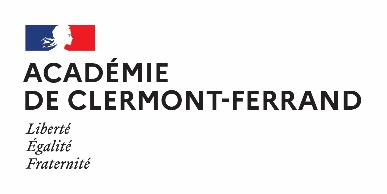 ACADÉMIE
DE CLERMONT-FERRAND
Liberté
Égalité
Fraternité